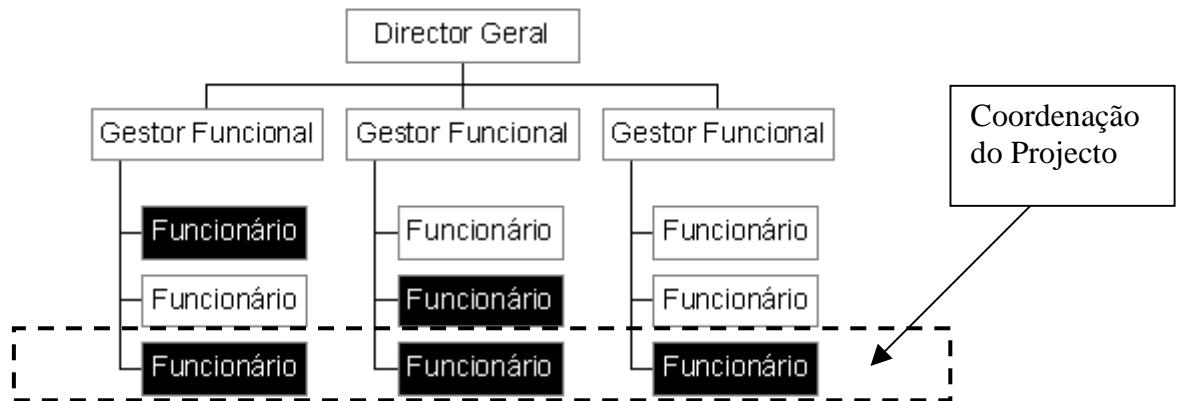 Director Geral
Gestor Funcional Gestor Funcional Gestor Funcional
Coordenação
do Projecto
Funcionário Funcionário Funcionário
Funcionário Funcionário Funcionário
Funcionário Funcionário Funcionário